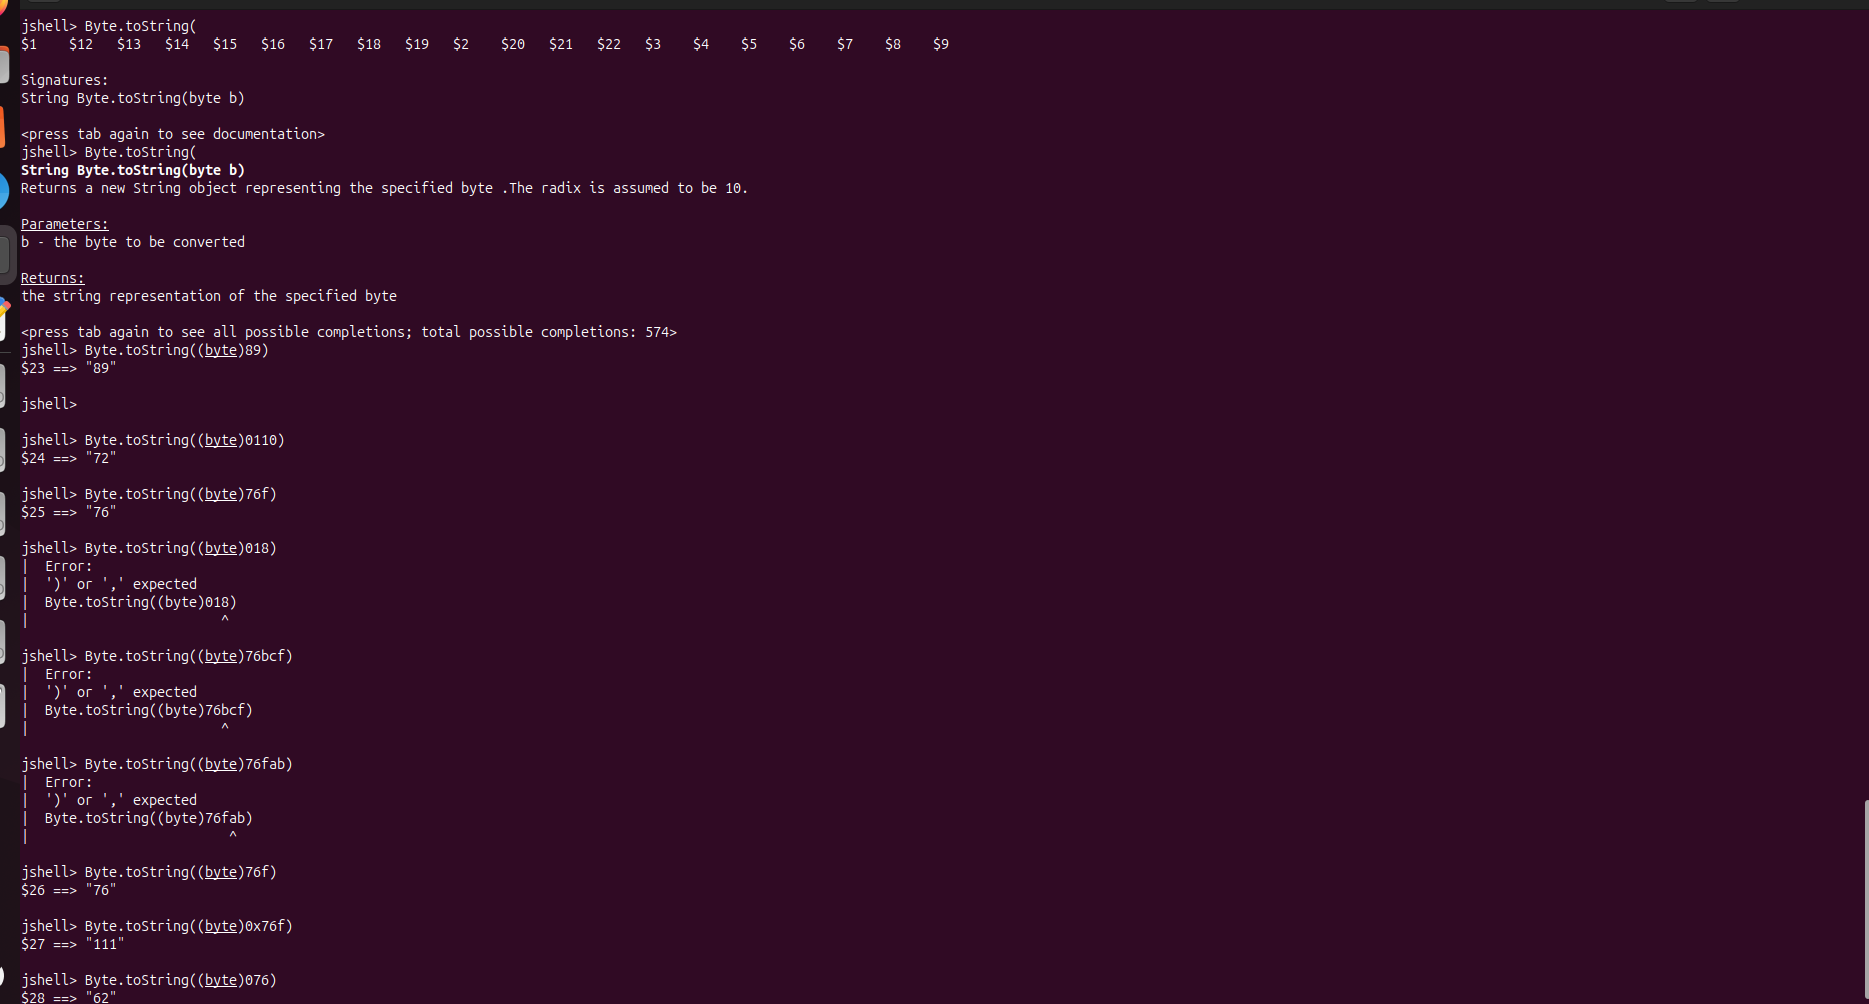 jshell> Byte.toString(
$1    $12   $13   $14   $15   $16   $17   $18   $19   $2    $20   $21   $22   $3    $4    $5    $6    $7    $8    $9
Signatures:
String Byte.toString(byte b)
<press tab again to see documentation>
jshell> Byte.toString(
String Byte.toString(byte b)
Returns a new String object representing the specified byte .The radix is assumed to be 10.
Parameters:
b - the byte to be converted
Returns:
the string representation of the specified byte
<press tab again to see all possible completions; total possible completions: 574>
jshell> Byte.toString((byte)89)
$23 ==> "89"
jshell>
jshell> Byte.toString((byte)0110)
$24 ==> "72"
jshell> Byte.toString((byte)76f)
$25 ==> "76"
jshell> Byte.toString((byte)018)
|  Error:
|  ')' or ',' expected
|  Byte.toString((byte)018)
|                        ^
jshell> Byte.toString((byte)76bcf)
|  Error:
|  ')' or ',' expected
|  Byte.toString((byte)76bcf)
|                        ^
jshell> Byte.toString((byte)76fab)
|  Error:
|  ')' or ',' expected
|  Byte.toString((byte)76fab)
|                         ^
jshell> Byte.toString((byte)76f)
$26 ==> "76"
jshell> Byte.toString((byte)0x76f)
$27 ==> "111"
jshell> Byte.toString((byte)076)
$28 ==> "62"